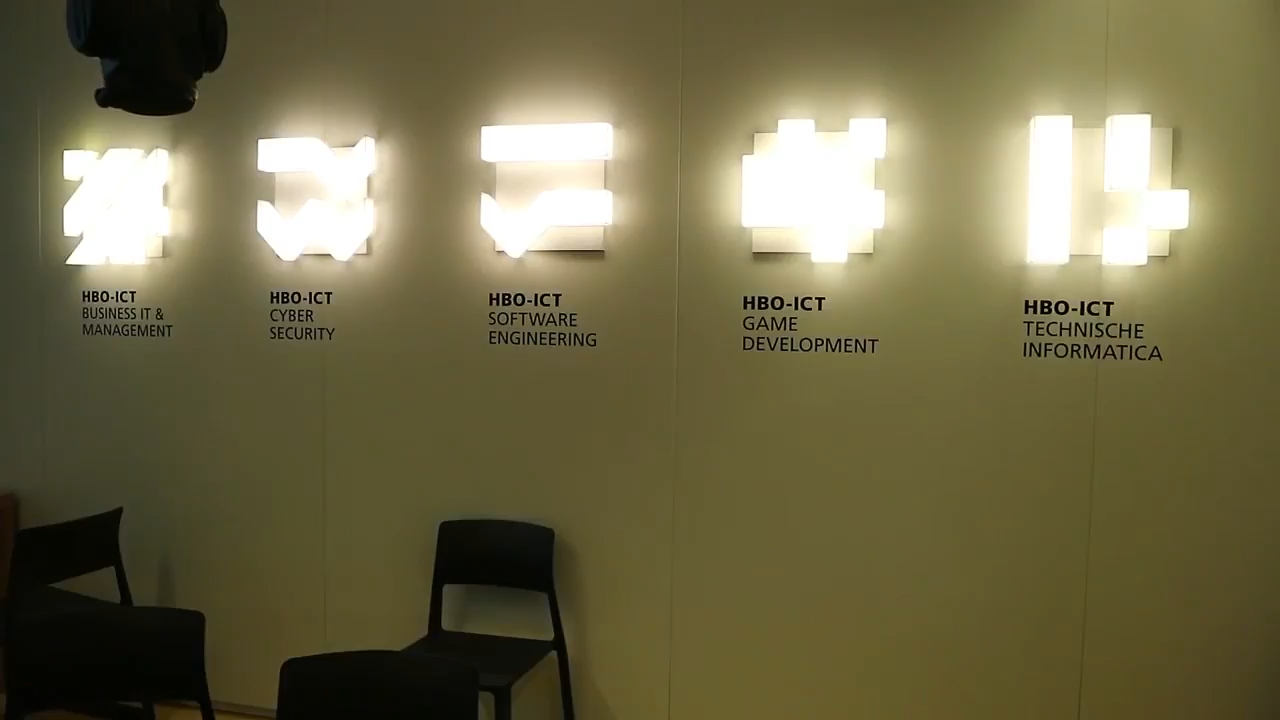 HBO-ICT
BUSINESS IT &
MANAGEMENT
HBO-ICT
CYBER
SECURITY
HBO-ICT
SOFTWARE
ENGINEERING
HBO-ICT
GAME
DEVELOPMENT
HBO-ICT
TECHNISCHE
INFORMATICA